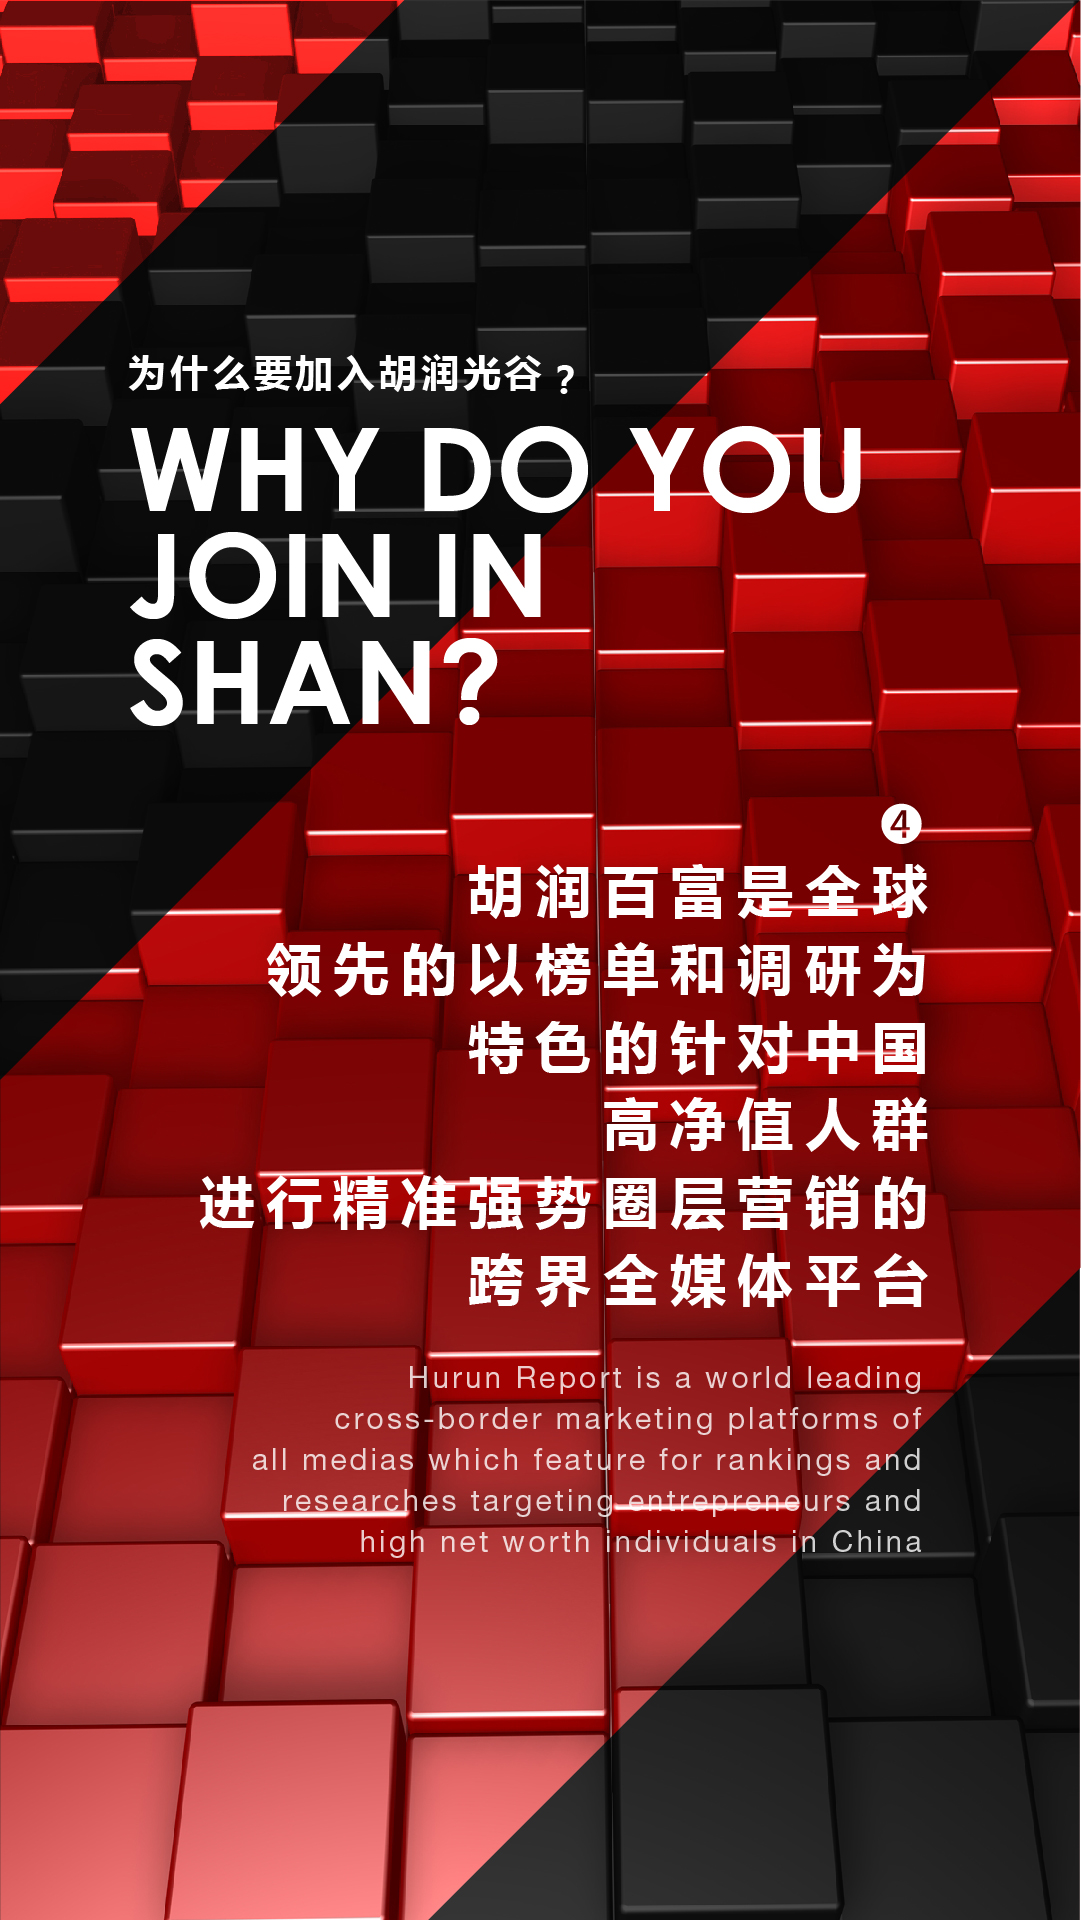 为什么要加入胡润光谷？
WHY DO YOU
JOIN IN
SHAN?
❹
胡润百富是全球
领先的以榜单和调研为
特色的针对中国
高净值人群
进行精准强势圈层营销的
跨界全媒体平台
Hurun Report is a world leading
cross-border marketing platforms of
all medias which feature for rankings and
researches targeting entrepreneurs and
high net worth individuals in China